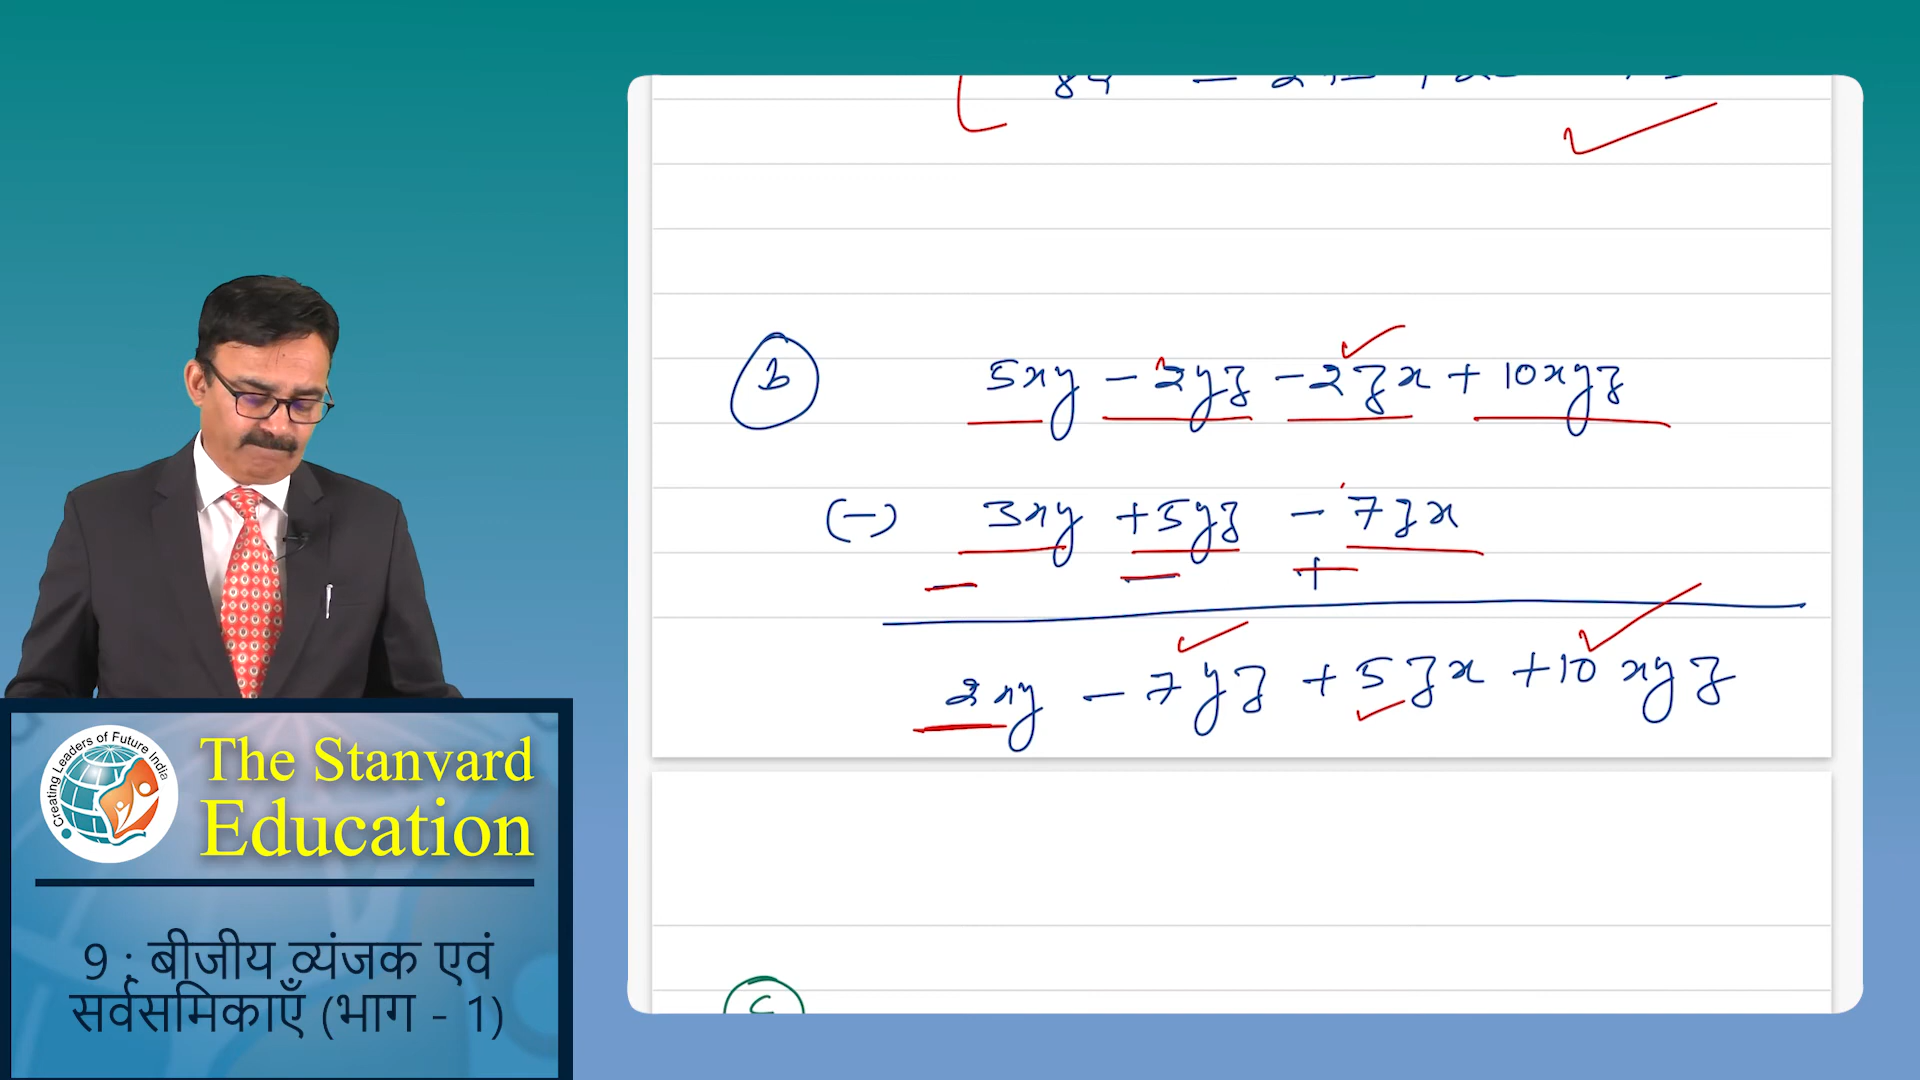 b
5xy - 2yz - 2zx + 10xyz
(-) 3xy + 5yz - 7zx
- - +
2xy - 7yz + 5zx + 10xyz
Creating Leaders of Future India
The Stanvard
Education
9 : बीजीय व्यंजक एवं
सर्वसमिकाएँ (भाग - 1)